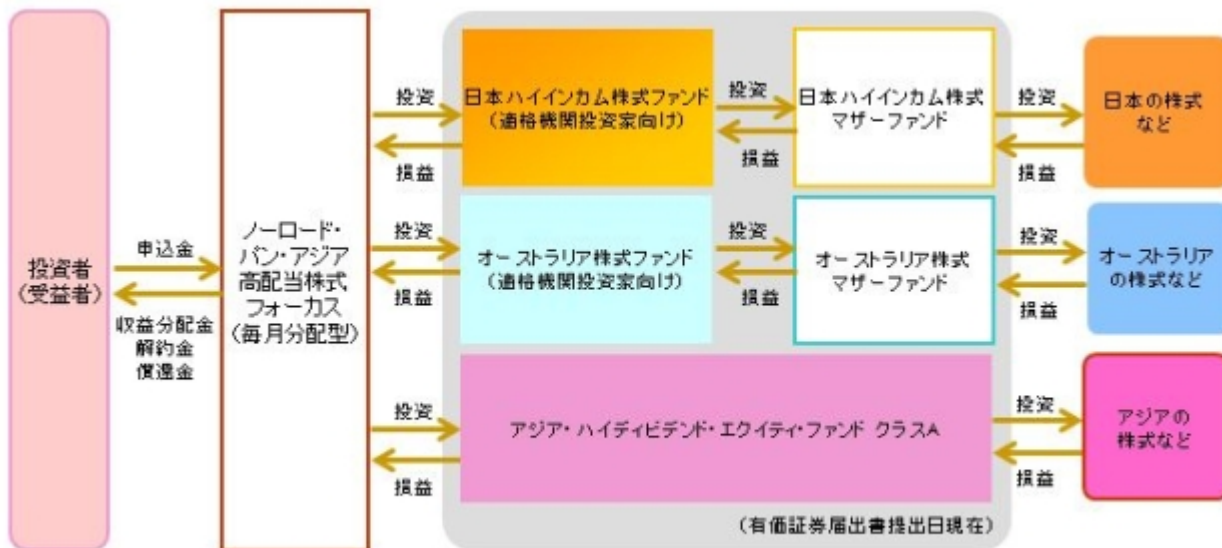 投資者
(受益者)
申込金
収益分配金
解約金
償還金
ノーロード・
パン・アジア
高配当株式
フォーカス
(毎月分配型)
投資
損益
日本ハイインカム株式ファンド
(適格機関投資家向け)
投資
損益
日本ハイインカム株式
マザーファンド
投資
損益
日本の株式
など
投資
損益
オーストラリア株式ファンド
(適格機関投資家向け)
投資
損益
オーストラリア株式
マザーファンド
投資
損益
オーストラリア
の株式など
投資
損益
アジア・ハイディビデンド・エクイティ・ファンド クラスA
投資
損益
アジアの
株式など
(有価証券届出書提出日現在)